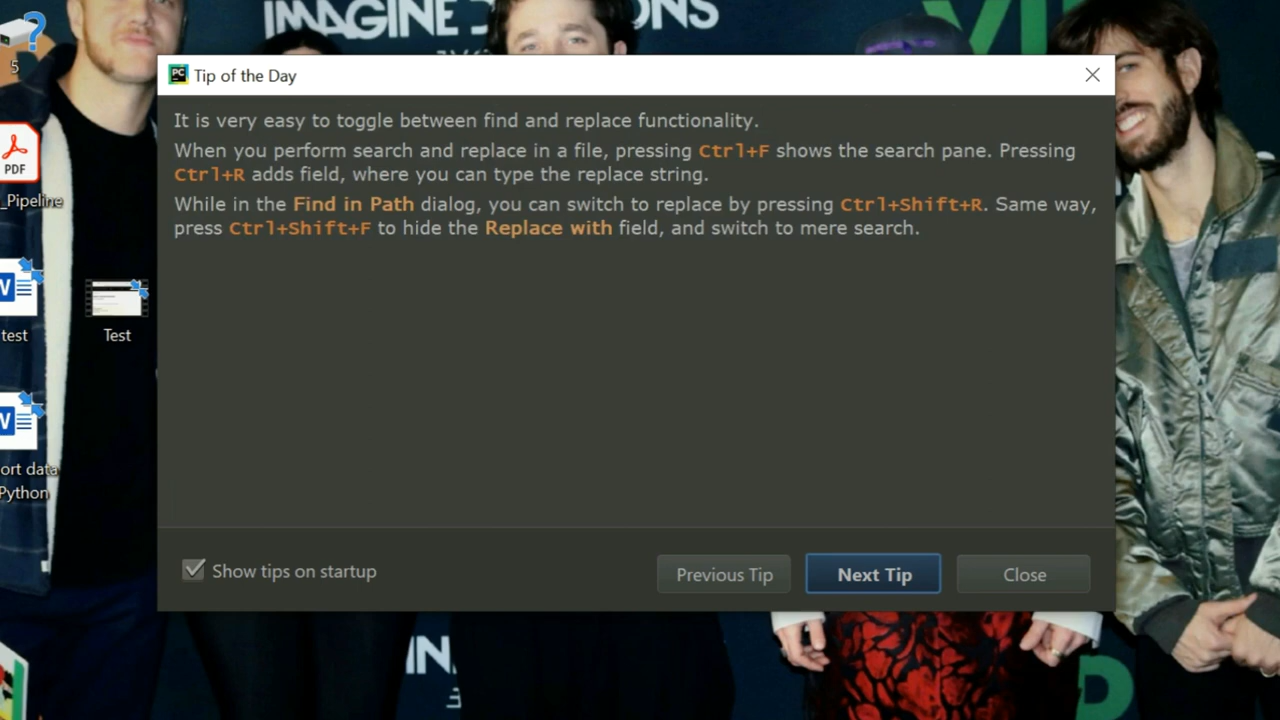 IMAGINE D ONS
5
PC
Tip of the Day
It is very easy to toggle between find and replace functionality.
When you perform search and replace in a file, pressing Ctrl+F shows the search pane. Pressing
Ctrl+R adds field, where you can type the replace string.
While in the Find in Path dialog, you can switch to replace by pressing Ctrl+Shift+R. Same way,
press Ctrl+Shift+F to hide the Replace with field, and switch to mere search.
PDF
_Pipeline
W
test
Test
W
ort data
Python
Show tips on startup
Previous Tip
Next Tip
Close
IN